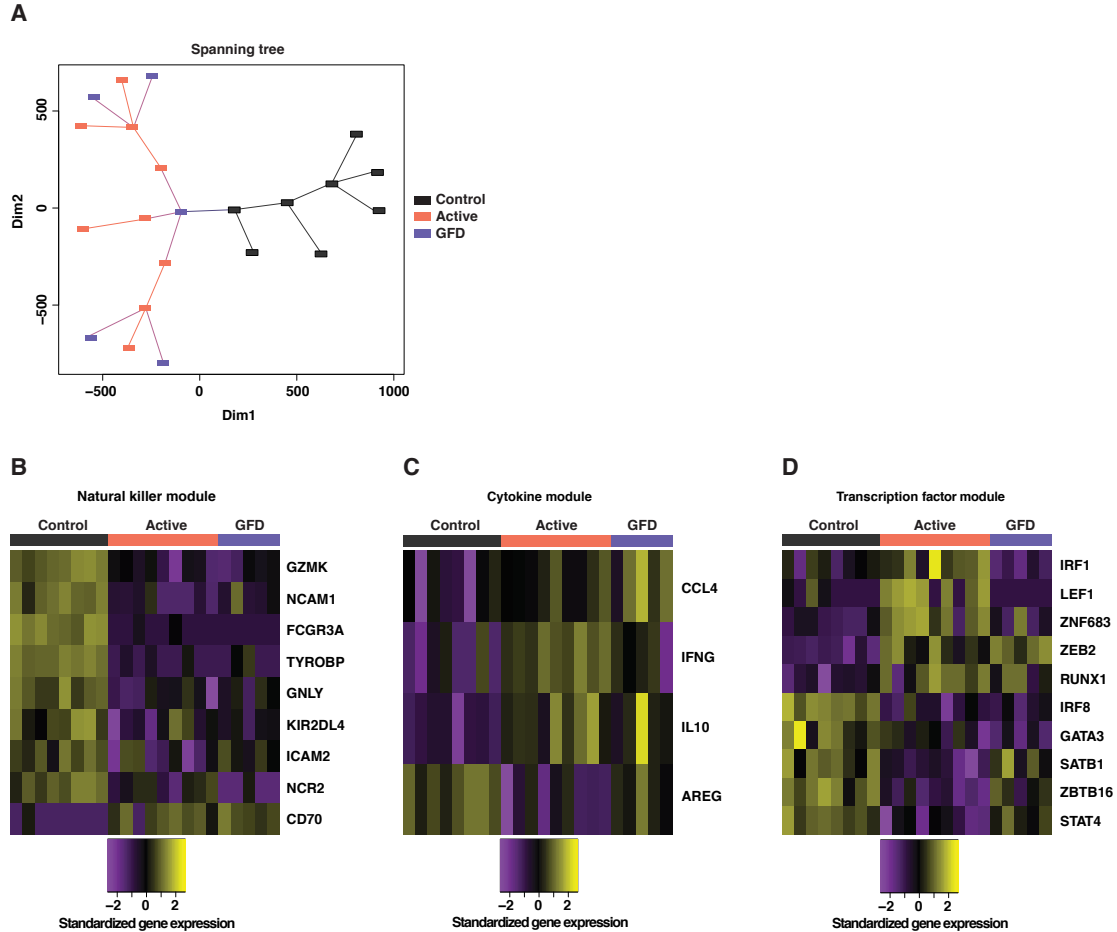 A
Spanning tree
500
0
−500
Dim2
−500 0 500 1000
Dim1
Control
Active
GFD
B
Natural killer module
Control Active GFD
GZMK
NCAM1
FCGR3A
TYROBP
GNLY
KIR2DL4
ICAM2
NCR2
CD70
−2 0 2
Standardized gene expression
C
Cytokine module
Control Active GFD
CCL4
IFNG
IL10
AREG
−2 0 2
Standardized gene expression
D
Transcription factor module
Control Active GFD
IRF1
LEF1
ZNF683
ZEB2
RUNX1
IRF8
GATA3
SATB1
ZBTB16
STAT4
−2 0 2
Standardized gene expression